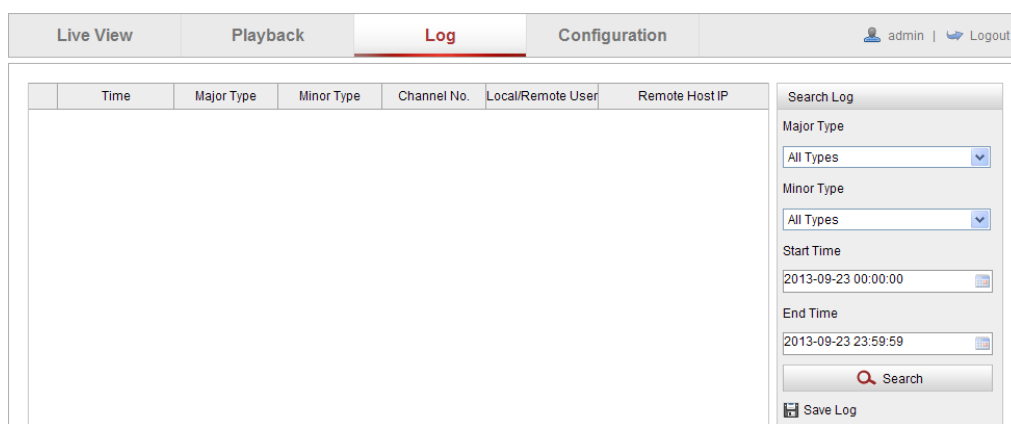 Live View Playback Log Configuration admin | Logout
Time Major Type Minor Type Channel No. Local/Remote User Remote Host IP
Search Log
Major Type
All Types
Minor Type
All Types
Start Time
2013-09-23 00:00:00
End Time
2013-09-23 23:59:59
Search
Save Log